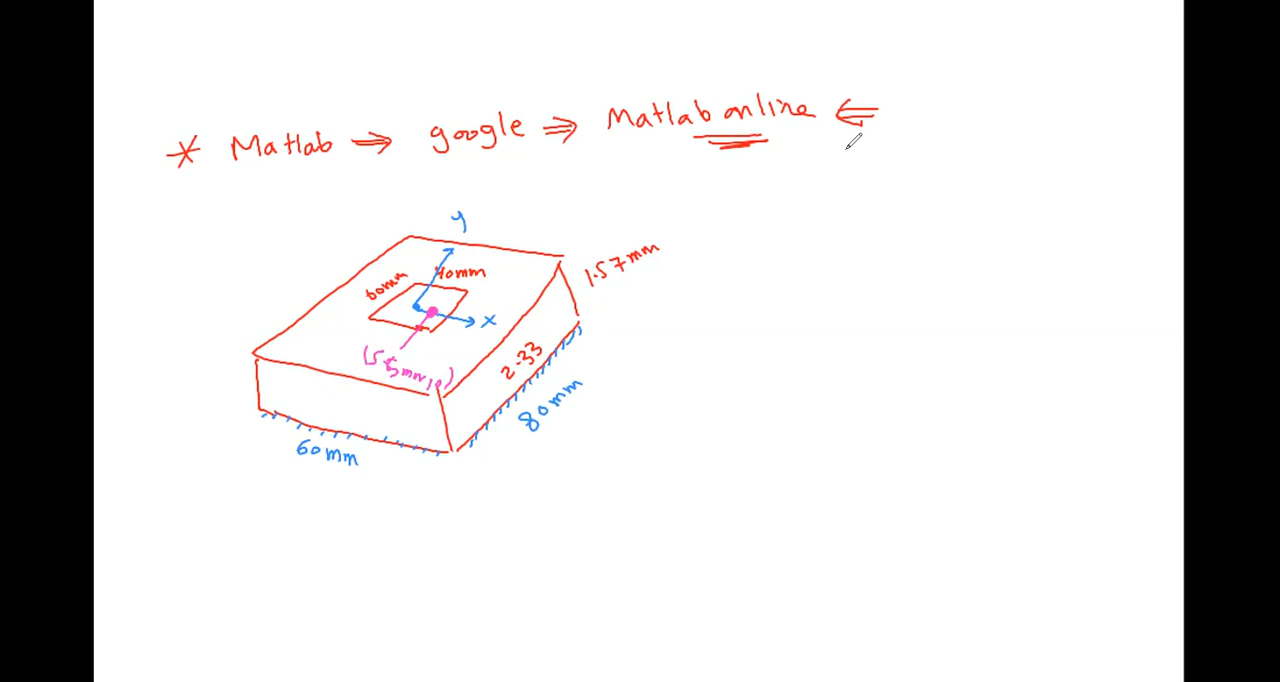 * Matlab ⇒ google ⇒ Matlab online ⇐
y
1.57mm
60mm
40mm
x
2.33
80mm
60mm